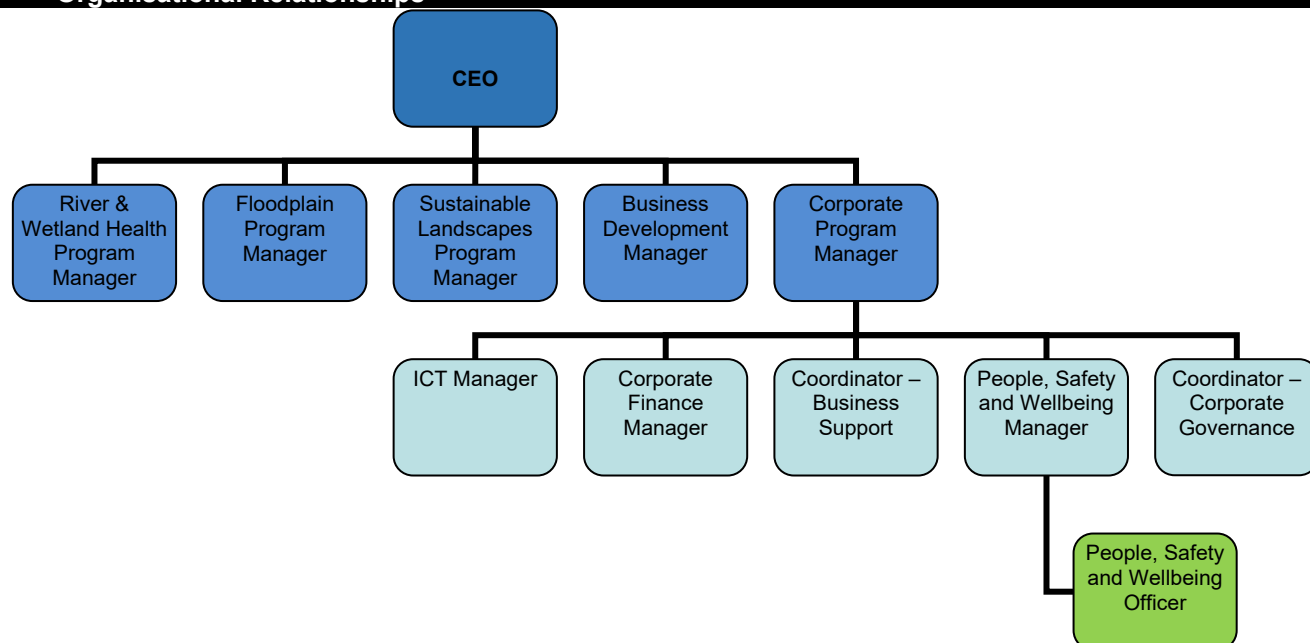 Organisational Relationships
CEO
River &
Wetland Health
Program
Manager
Floodplain
Program
Manager
Sustainable
Landscapes
Program
Manager
Business
Development
Manager
Corporate
Program
Manager
ICT Manager
Corporate
Finance
Manager
Coordinator –
Business
Support
People, Safety
and Wellbeing
Manager
Coordinator –
Corporate
Governance
People, Safety
and Wellbeing
Officer